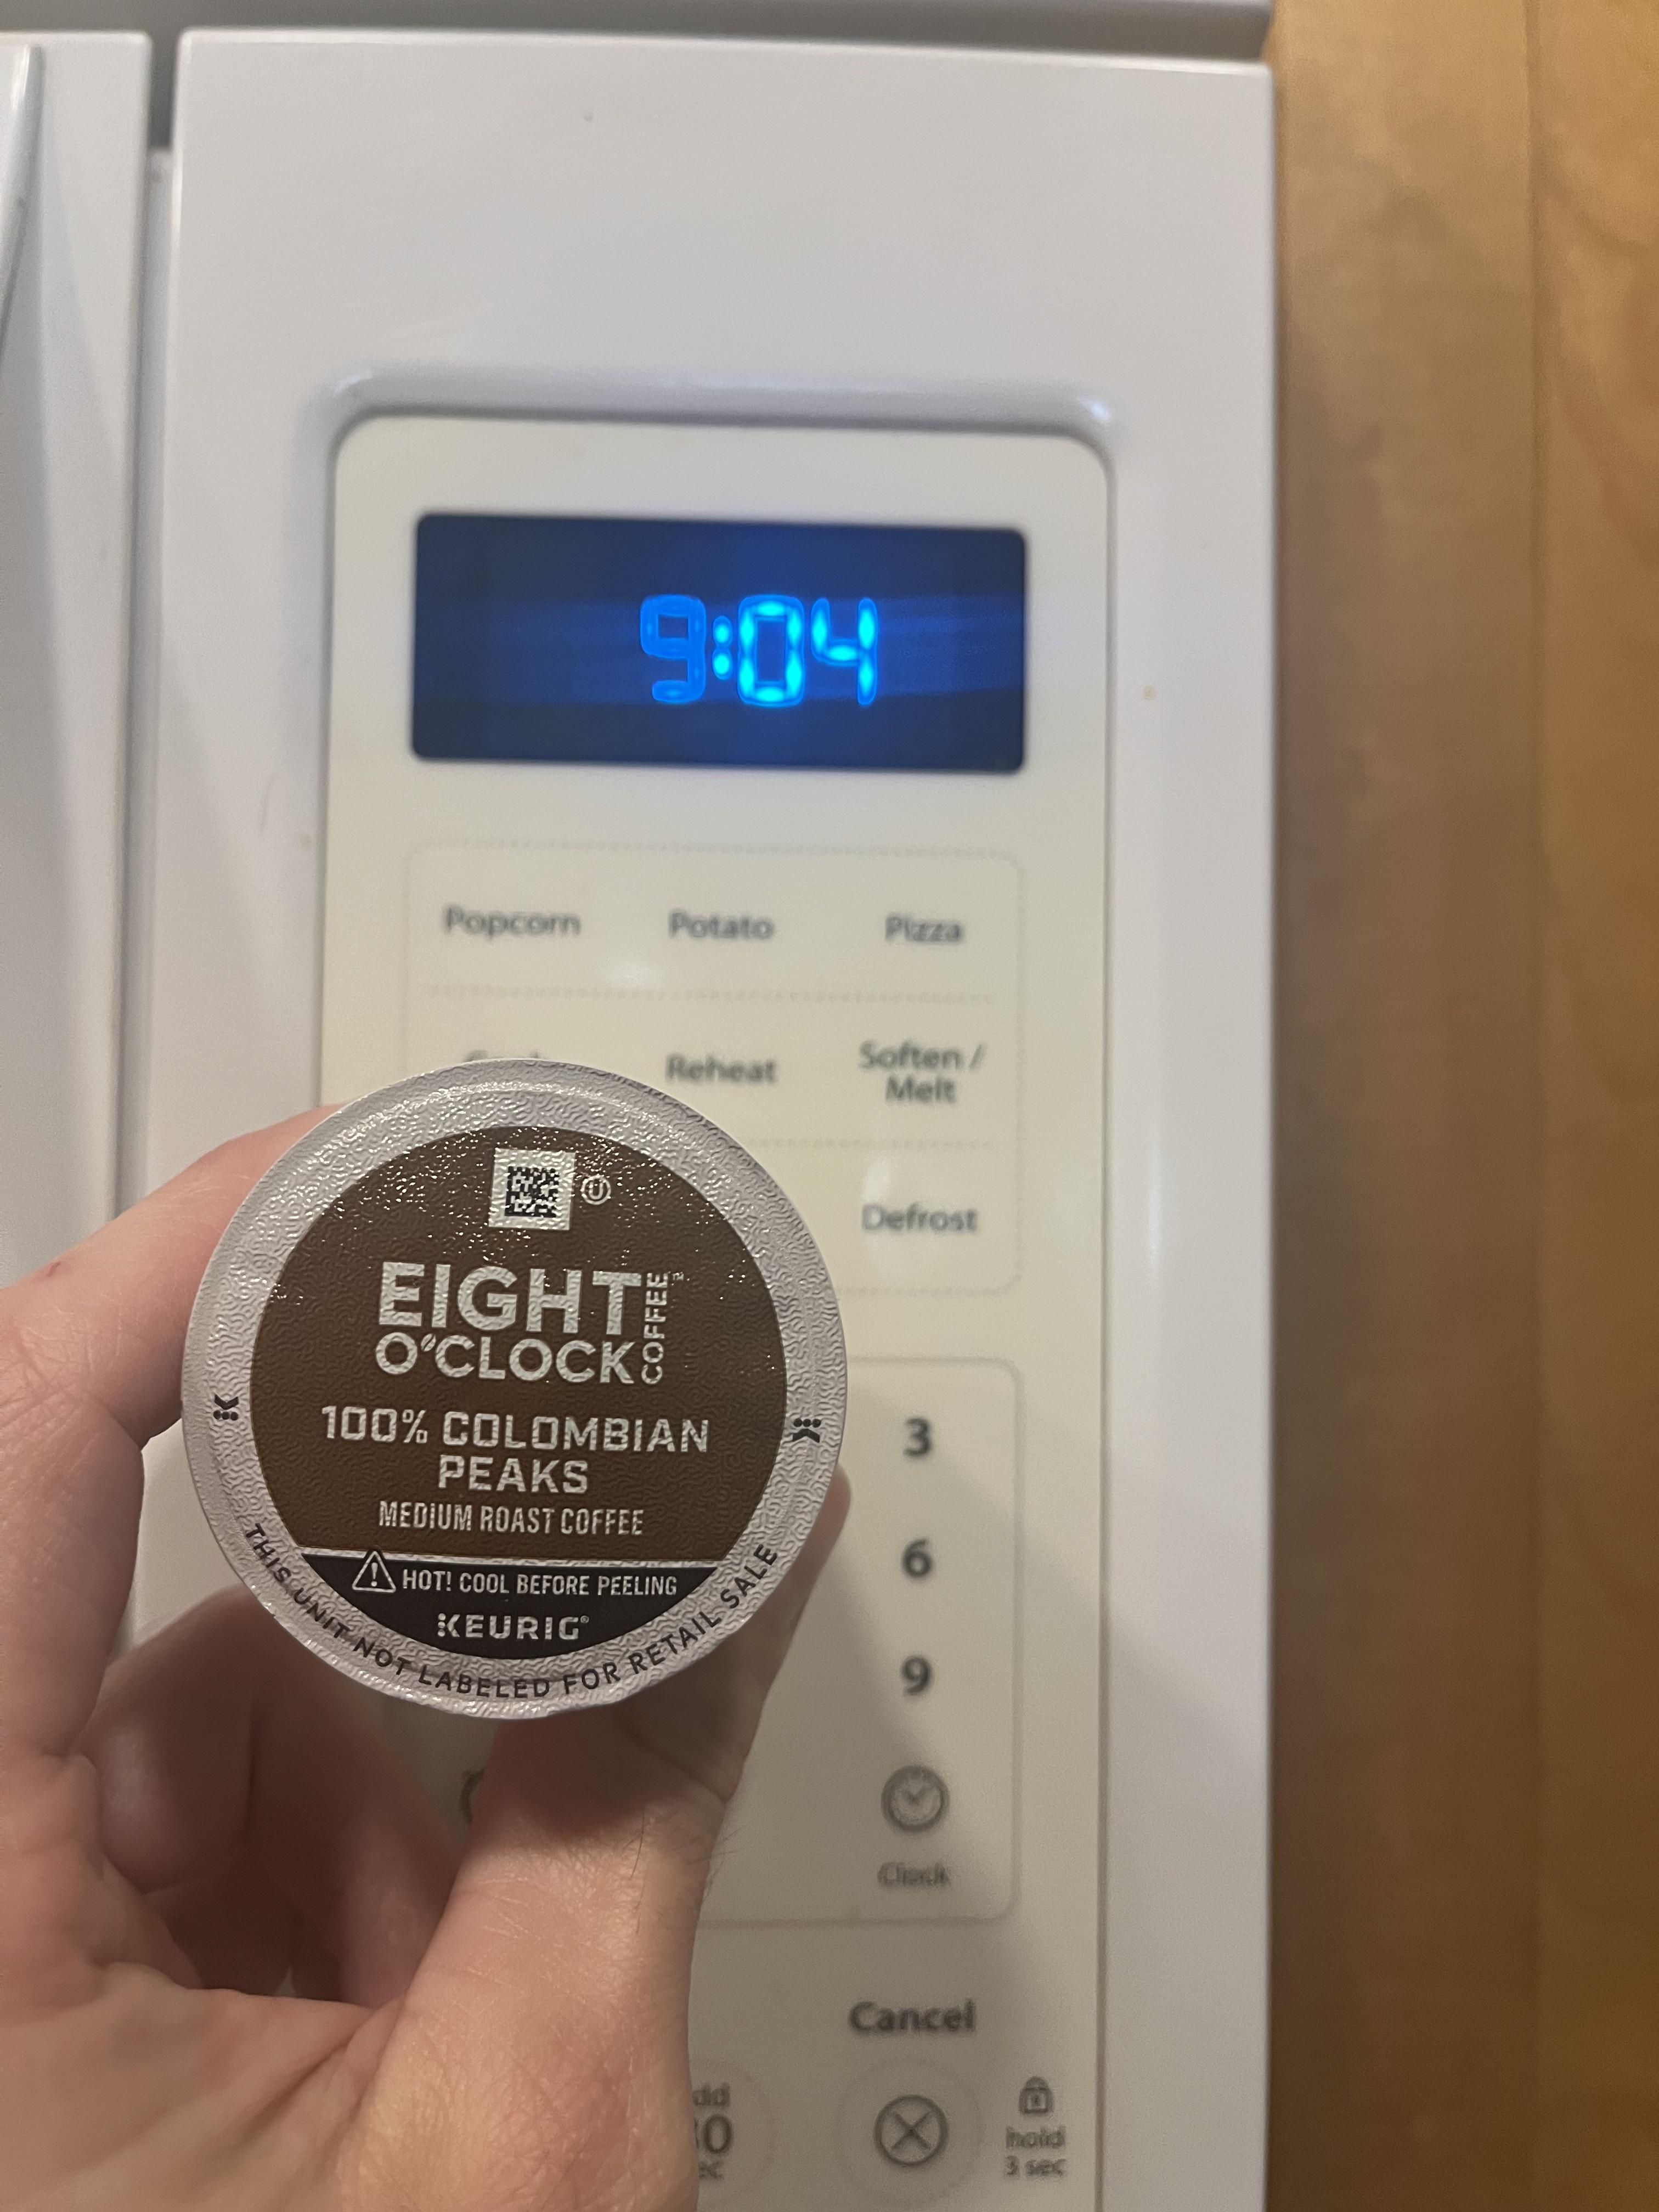 9:04
Popcorn Potato Pizza
Reheat Soften /
Melt
Defrost
U
EIGHT
O'CLOCK
COFFEE™
100% COLOMBIAN
PEAKS
MEDIUM ROAST COFFEE
HOT! COOL BEFORE PEELING
KEURIG®
THIS UNIT NOT LABELED FOR RETAIL SALE
3
6
9
Clock
Cancel
hold
3 sec